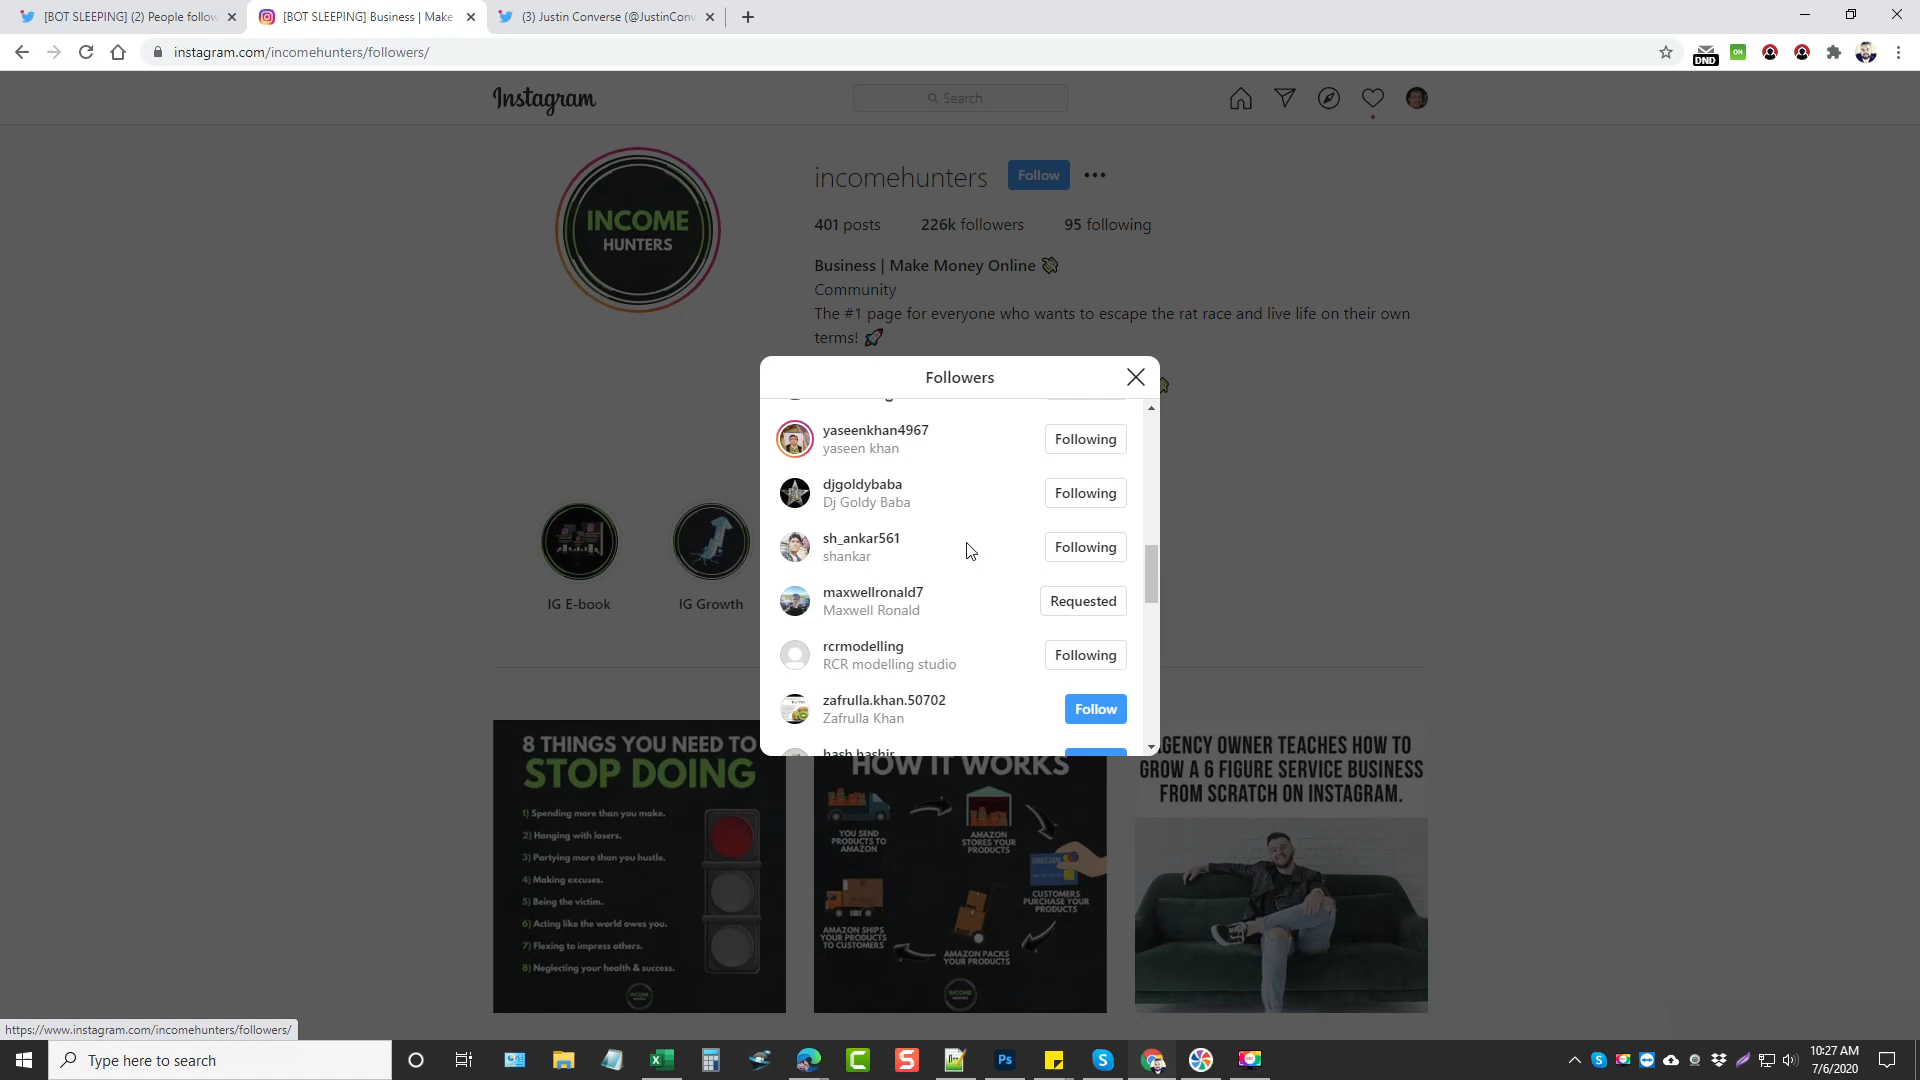 [BOT SLEEPING] (2) People follow
[BOT SLEEPING] Business | Make
(3) Justin Converse (@JustinCon
instagram.com/incomehunters/followers/
DND
ON
Instagram
Search
INCOME
HUNTERS
incomehunters
Follow
401 posts
226k followers
95 following
Business | Make Money Online
Community
The #1 page for everyone who wants to escape the rat race and live life on their own
terms!
Followers
yaseenkhan4967
yaseen khan
Following
djgoldybaba
Dj Goldy Baba
Following
sh_ankar561
shankar
Following
maxwellronald7
Maxwell Ronald
Requested
rcrmodelling
RCR modelling studio
Following
zafrulla.khan.50702
Zafrulla Khan
Follow
IG E-book
IG Growth
8 THINGS YOU NEED TO
STOP DOING
1) Spending more than you make.
2) Hanging with losers.
3) Partying more than you hustle.
4) Making excuses.
5) Being the victim.
6) Acting like the world owes you.
7) Flexing to impress others.
8) Neglecting your health & success.
HOW IT WORKS
YOU SEND
PRODUCTS TO
AMAZON
AMAZON
STORES YOUR
PRODUCTS
CUSTOMERS
PURCHASE YOUR
PRODUCTS
AMAZON PACKS
YOUR PRODUCTS
AMAZON SHIPS
YOUR PRODUCTS
TO CUSTOMERS
GENCY OWNER TEACHES HOW TO
GROW A 6 FIGURE SERVICE BUSINESS
FROM SCRATCH ON INSTAGRAM.
https://www.instagram.com/incomehunters/followers/
Type here to search
Ps
10:27 AM
7/6/2020